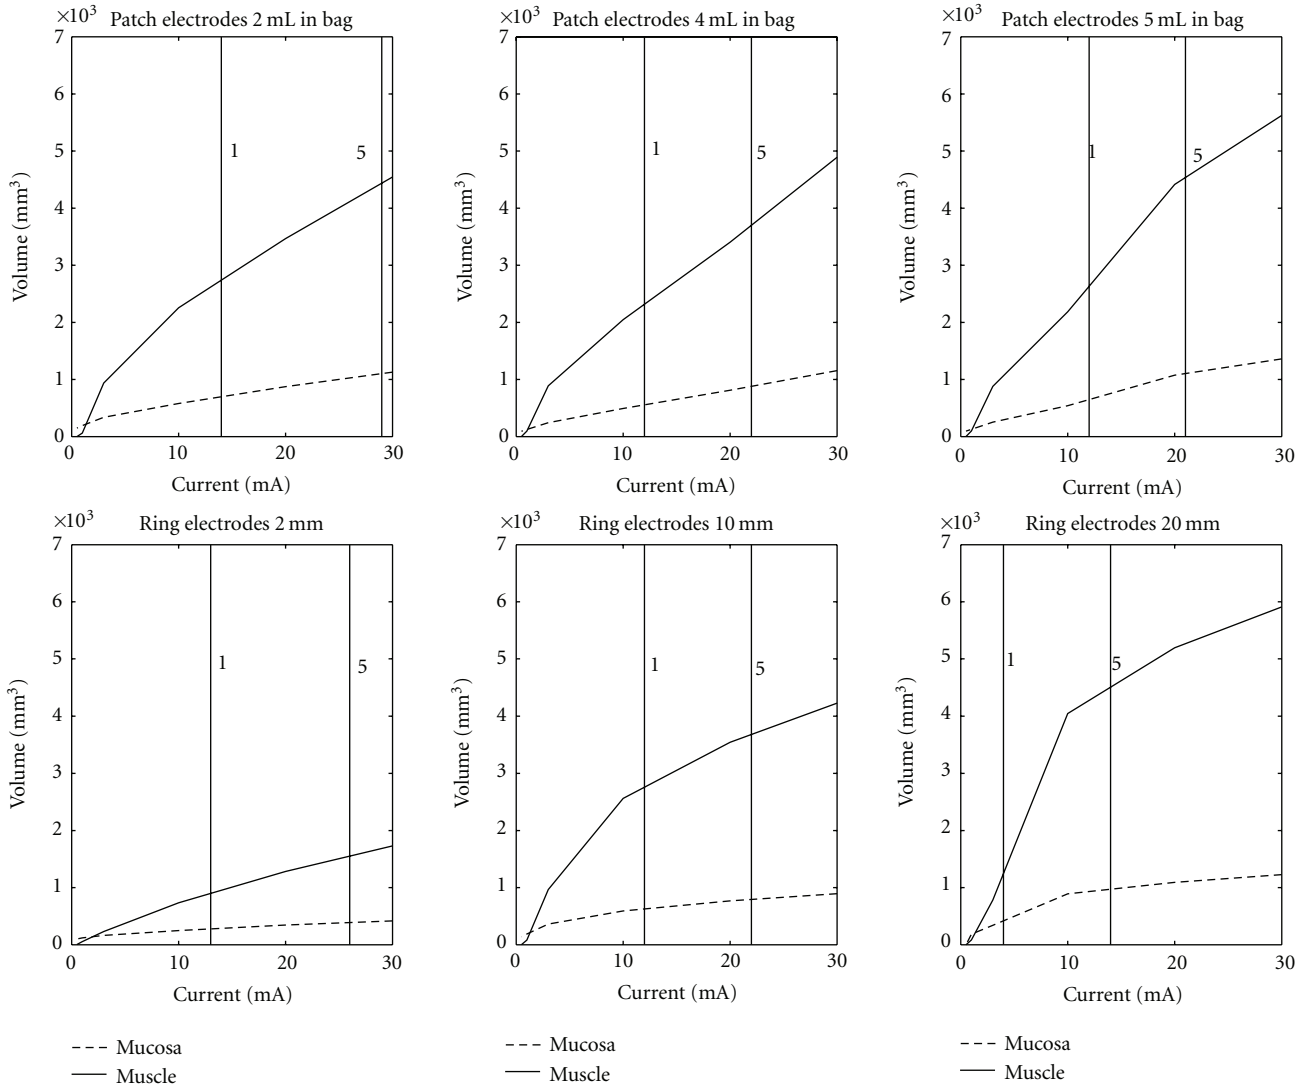 ×10³ Patch electrodes 2 mL in bag
7
6
5
4
3
2
1
0
Volume (mm³)
1
5
0 10 20 30
Current (mA)
×10³ Patch electrodes 4 mL in bag
7
6
5
4
3
2
1
0
Volume (mm³)
1
5
0 10 20 30
Current (mA)
×10³ Patch electrodes 5 mL in bag
7
6
5
4
3
2
1
0
Volume (mm³)
1
5
0 10 20 30
Current (mA)
×10³ Ring electrodes 2 mm
7
6
5
4
3
2
1
0
Volume (mm³)
1
5
0 10 20 30
Current (mA)
Mucosa
Muscle
×10³ Ring electrodes 10 mm
7
6
5
4
3
2
1
0
Volume (mm³)
1
5
0 10 20 30
Current (mA)
Mucosa
Muscle
×10³ Ring electrodes 20 mm
7
6
5
4
3
2
1
0
Volume (mm³)
1
5
0 10 20 30
Current (mA)
Mucosa
Muscle